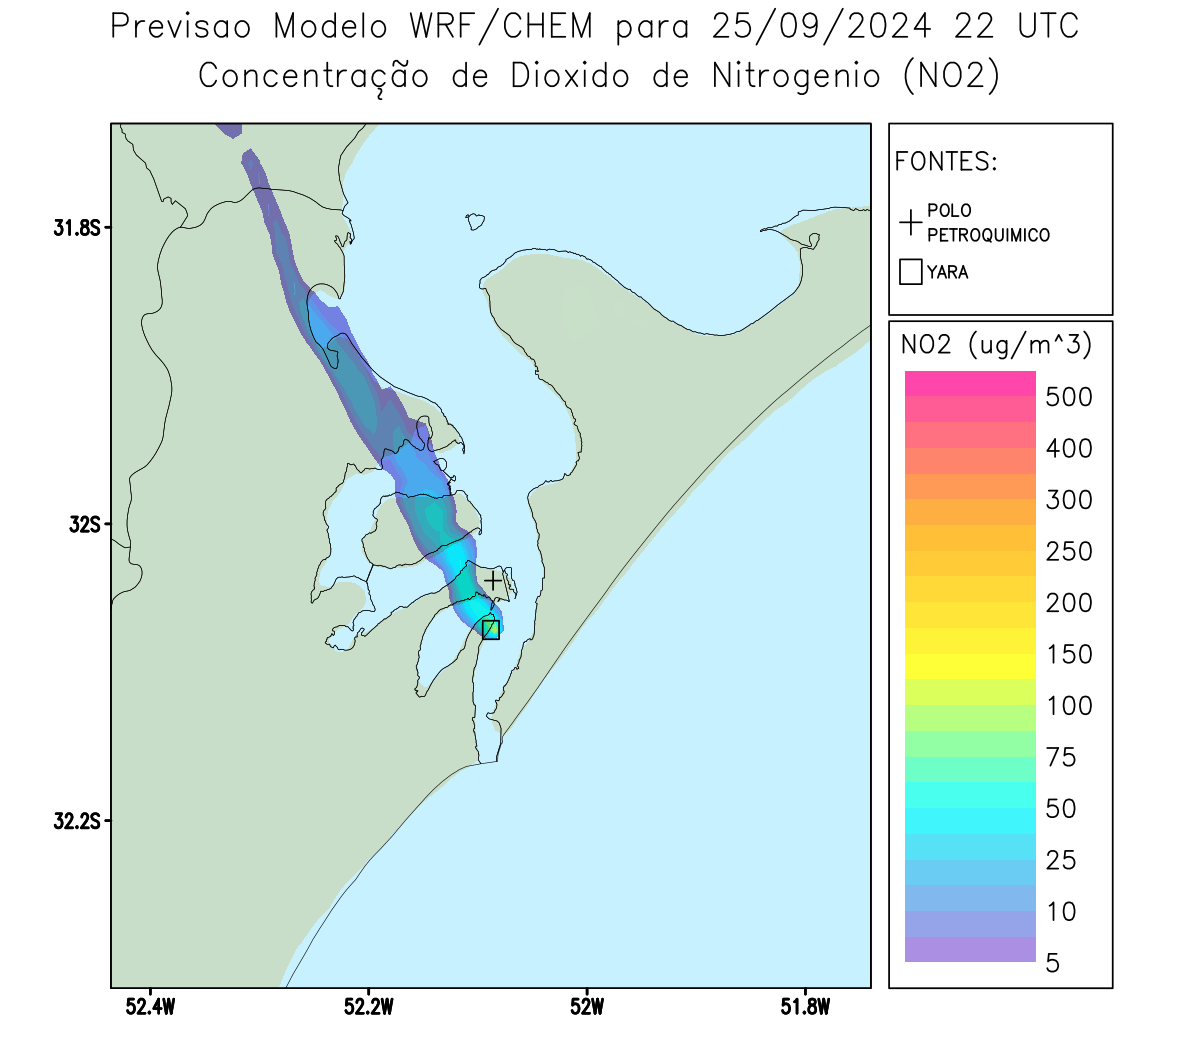 Previsao Modelo WRF/CHEM para 25/09/2024 22 UTC
Concentração de Dioxido de Nitrogenio (NO2)
FONTES:
POLO
PETROQUIMICO
YARA
31.8S
32S
32.2S
52.4W
52.2W
52W
51.8W
NO2 (ug/m^3)
500
400
300
250
200
150
100
75
50
25
10
5